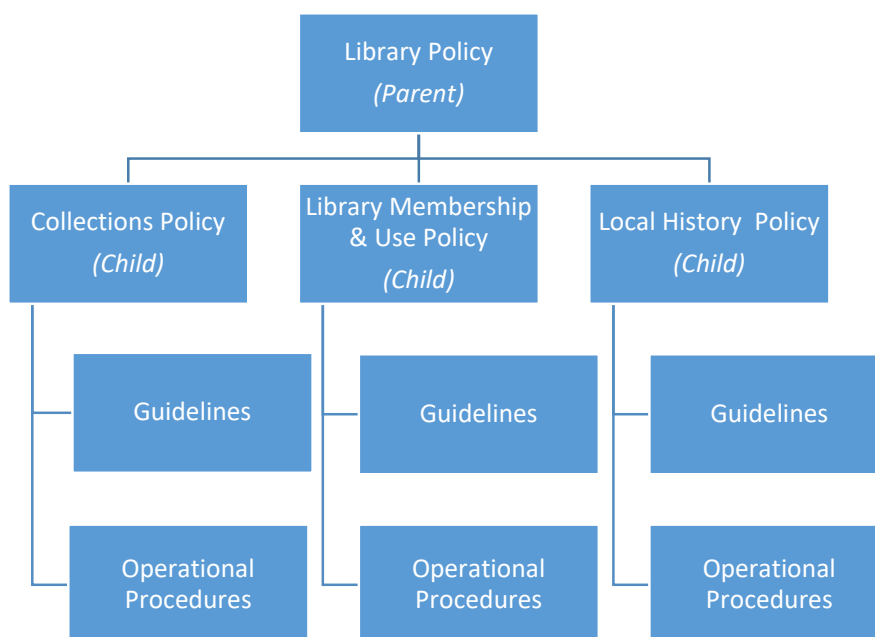 Library Policy
(Parent)
Collections Policy
(Child)
Library Membership
& Use Policy
(Child)
Local History Policy
(Child)
Guidelines
Guidelines
Guidelines
Operational
Procedures
Operational
Procedures
Operational
Procedures